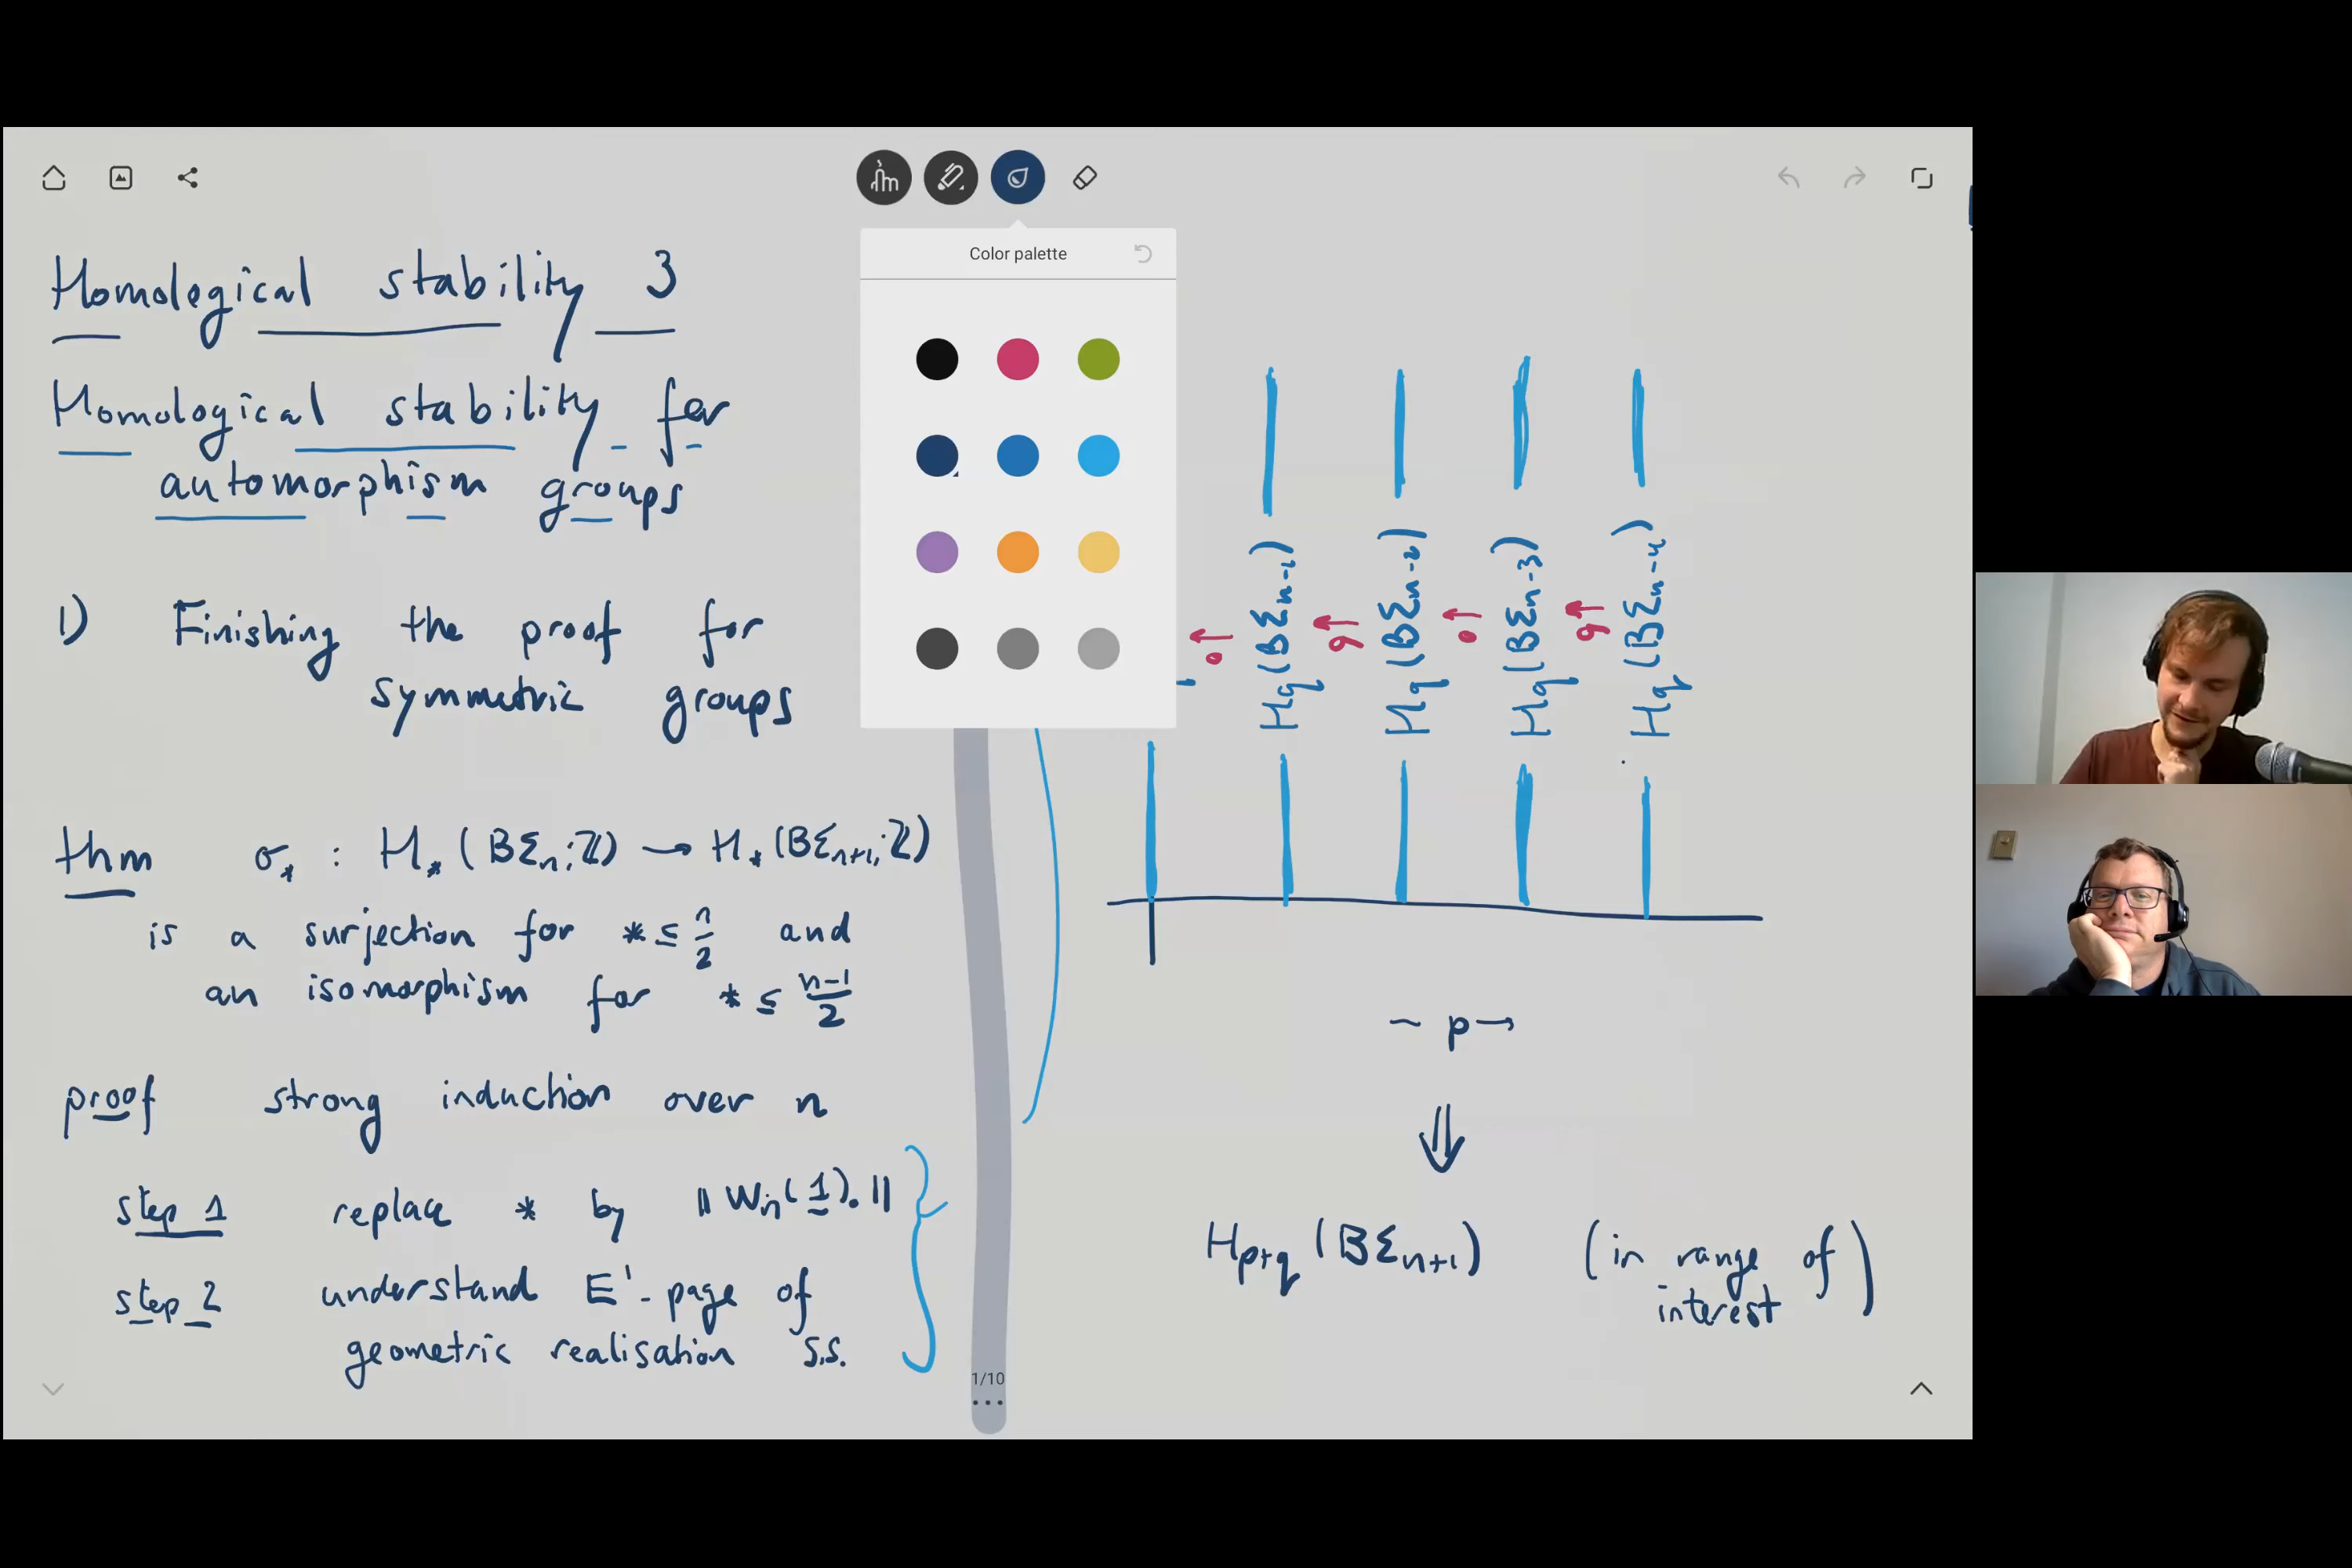 Color palette
Homological stability 3
Homological stability for
automorphism groups
1) Finishing the proof for
symmetric groups
thm σ* : H*(BΣn; ℤ) → H*(BΣn+1; ℤ)
is a surjection for * ≤ n/2 and
an isomorphism for * ≤ (n-1)/2
proof strong induction over n
step 1 replace * by ||Wn(1)•||
step 2 understand E¹-page of
geometric realisation s.s.
1/10
0 Hq(BΣn-1) σ Hq(BΣn-2) 0 Hq(BΣn-3) σ Hq(BΣn-4)
~ p →
⇓
Hp+q(BΣn+1) (in range of
interest)